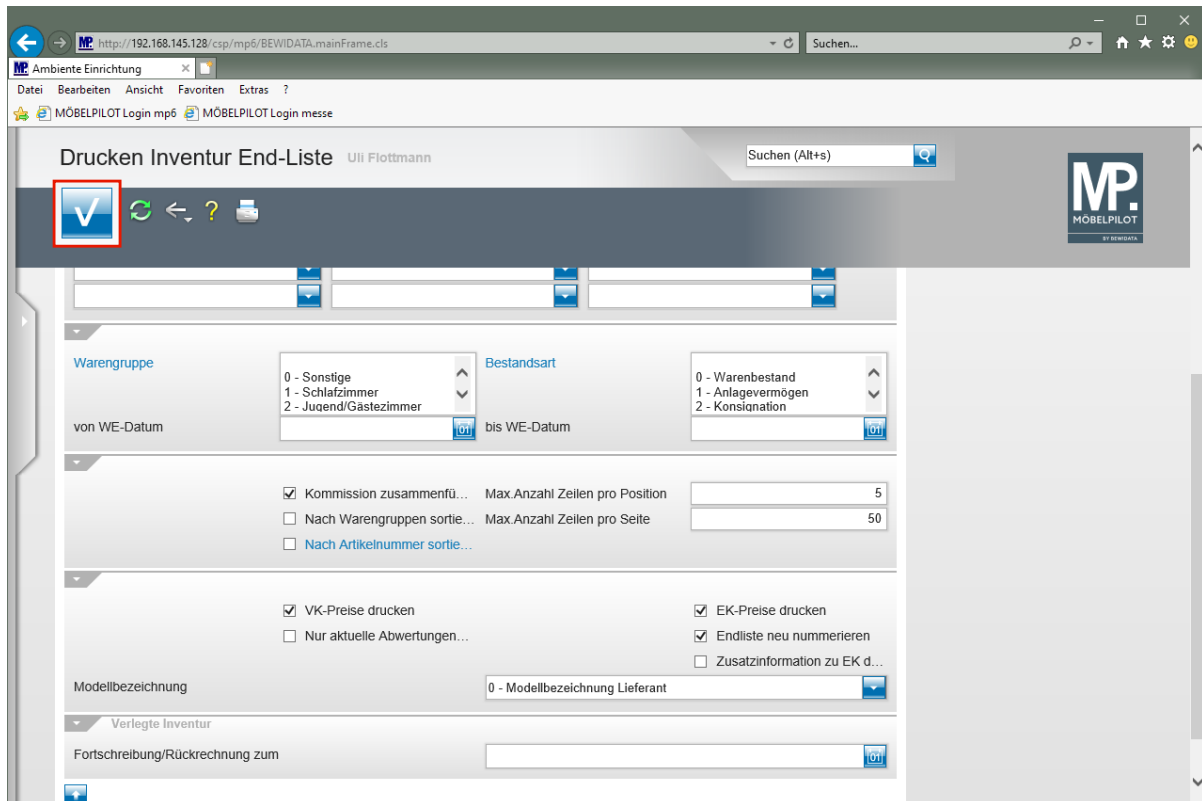 http://192.168.145.128/csp/mp6/BEWIDATA.mainFrame.cls
Suchen...
MP. Ambiente Einrichtung
Datei Bearbeiten Ansicht Favoriten Extras ?
MÖBELPILOT Login mp6 MÖBELPILOT Login messe
Drucken Inventur End-Liste Uli Flottmann
Suchen (Alt+s)
MP.
MÖBELPILOT
BY BEWIDATA
Warengruppe
0 - Sonstige
1 - Schlafzimmer
2 - Jugend/Gästezimmer
Bestandsart
0 - Warenbestand
1 - Anlagevermögen
2 - Konsignation
von WE-Datum 01 bis WE-Datum 01
Kommission zusammenfü... Max.Anzahl Zeilen pro Position 5
Nach Warengruppen sortie... Max.Anzahl Zeilen pro Seite 50
Nach Artikelnummer sortie...
VK-Preise drucken EK-Preise drucken
Nur aktuelle Abwertungen... Endliste neu nummerieren
Zusatzinformation zu EK d...
Modellbezeichnung 0 - Modellbezeichnung Lieferant
Verlegte Inventur
Fortschreibung/Rückrechnung zum 01